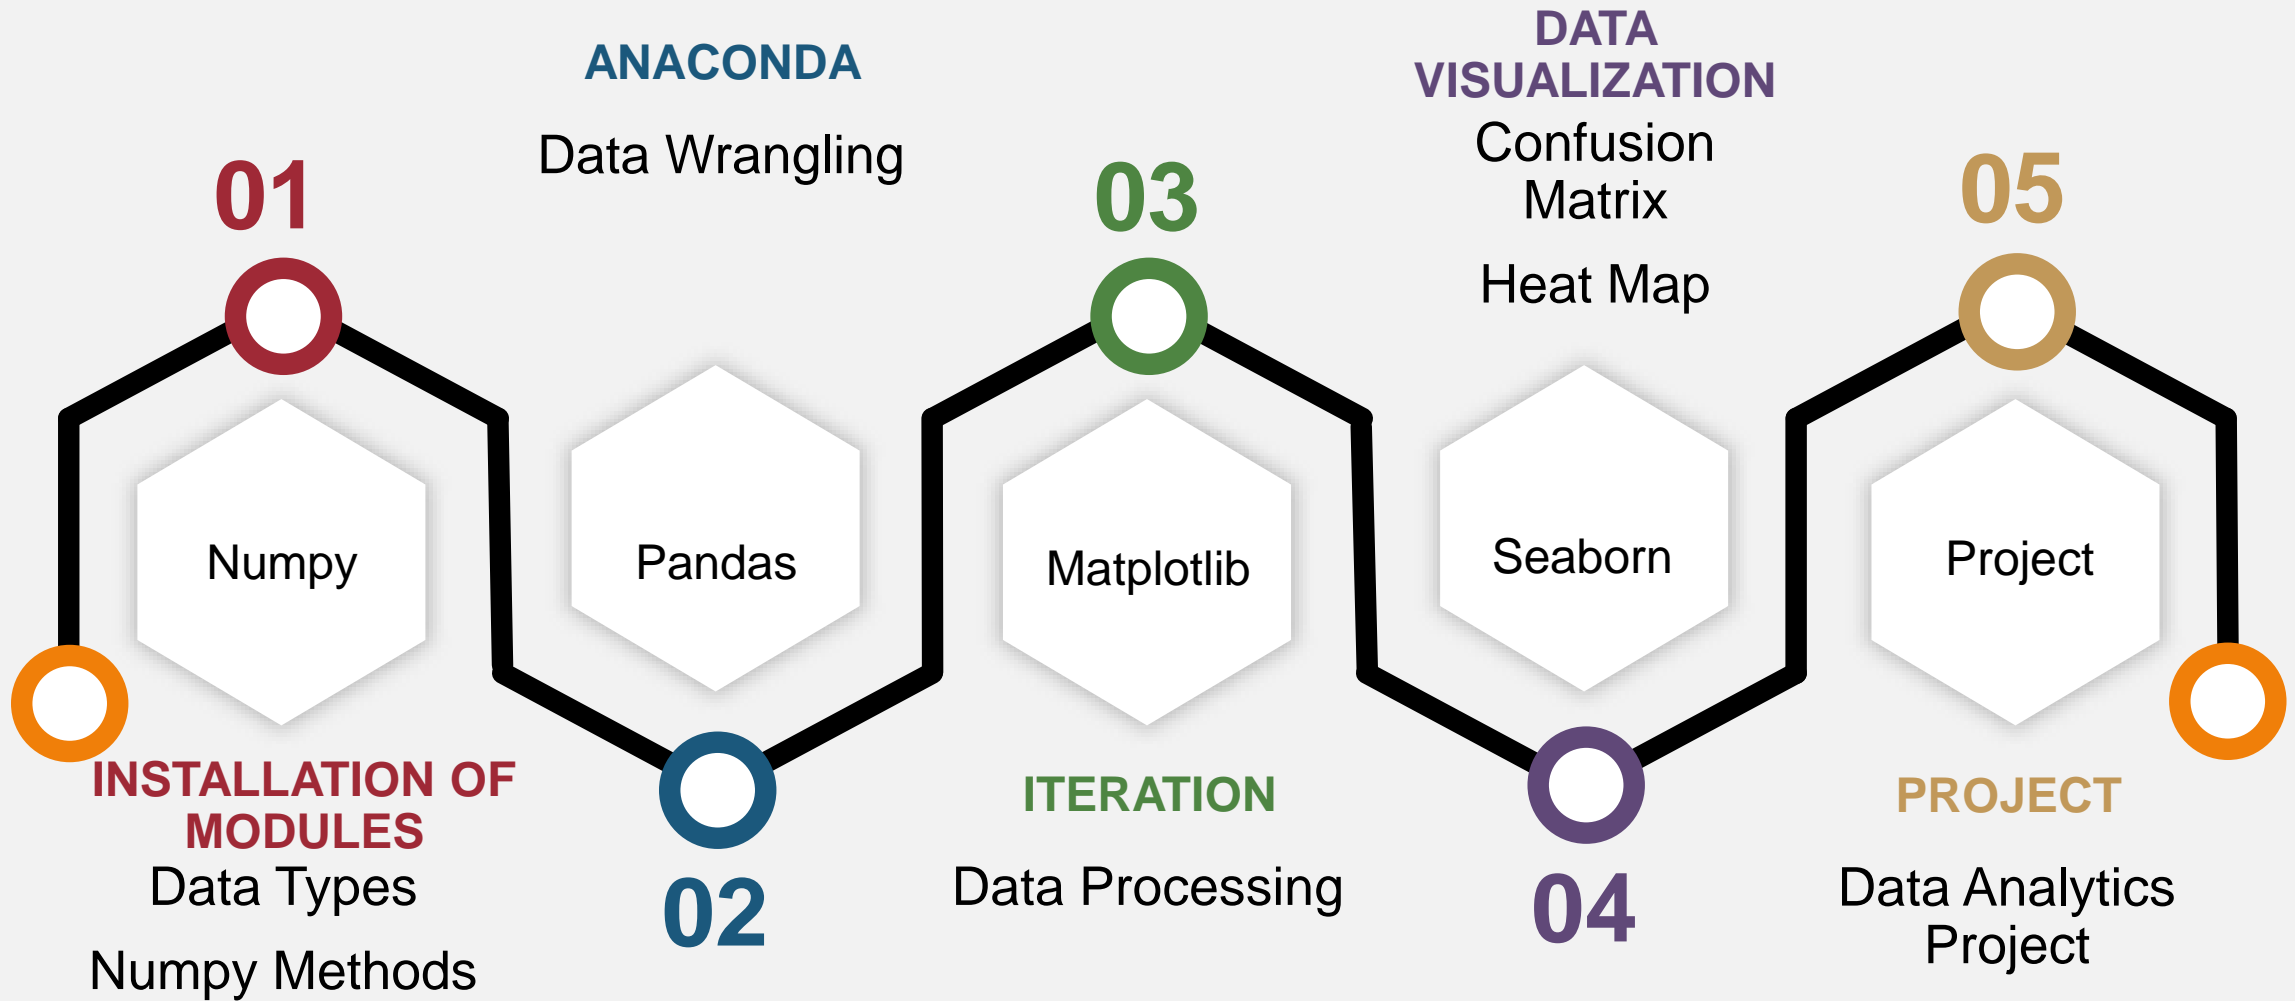 01
Numpy
INSTALLATION OF
MODULES
Data Types
Numpy Methods
ANACONDA
Data Wrangling
Pandas
02
03
Matplotlib
ITERATION
Data Processing
DATA
VISUALIZATION
Confusion
Matrix
Heat Map
Seaborn
04
05
Project
PROJECT
Data Analytics
Project